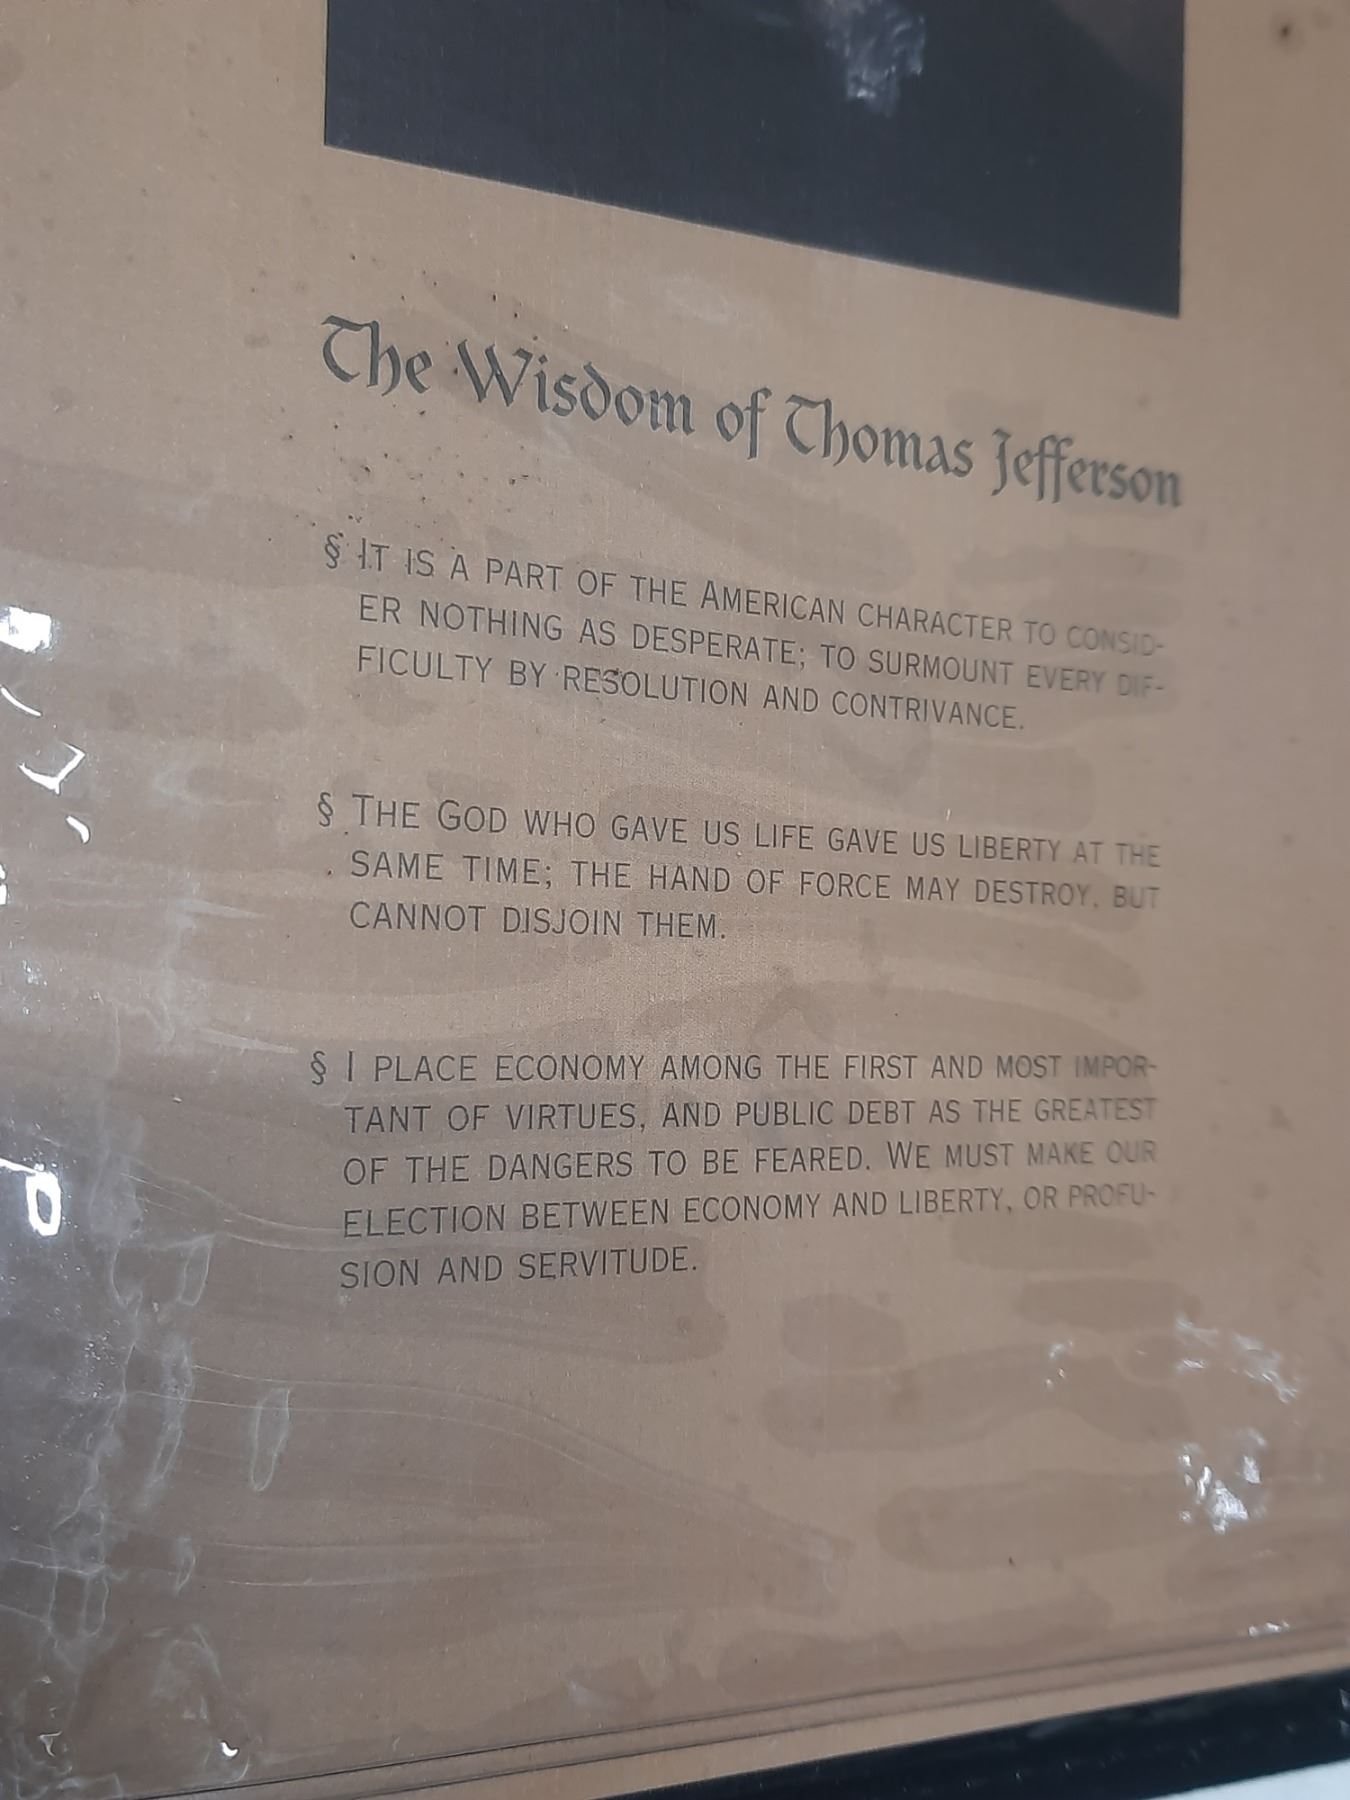 The Wisdom of Thomas Jefferson
§ It is a part of the American character to consid-
er nothing as desperate; to surmount every dif-
ficulty by resolution and contrivance.
§ The God who gave us life gave us liberty at the
same time; the hand of force may destroy, but
cannot disjoin them.
§ I place economy among the first and most impor-
tant of virtues, and public debt as the greatest
of the dangers to be feared. We must make our
election between economy and liberty, or profu-
sion and servitude.